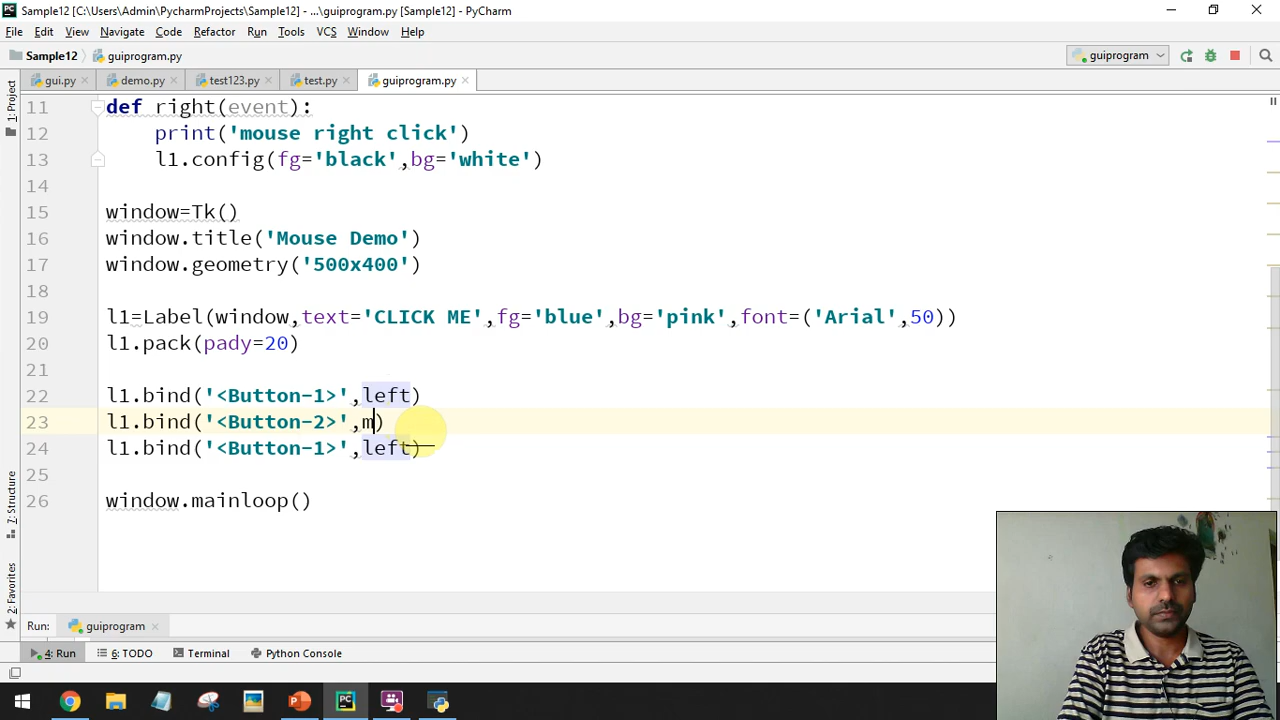 Sample12 [C:\Users\Admin\PycharmProjects\Sample12] - ...\guiprogram.py [Sample12] - PyCharm
File Edit View Navigate Code Refactor Run Tools VCS Window Help
Sample12 guiprogram.py guiprogram
gui.py demo.py test123.py test.py guiprogram.py
1: Project
11 def right(event):
12 print('mouse right click')
13 l1.config(fg='black',bg='white')
14
15 window=Tk()
16 window.title('Mouse Demo')
17 window.geometry('500x400')
18
19 l1=Label(window,text='CLICK ME',fg='blue',bg='pink',font=('Arial',50))
20 l1.pack(pady=20)
21
22 l1.bind('<Button-1>',left)
23 l1.bind('<Button-2>',m)
24 l1.bind('<Button-1>',left)
25
26 window.mainloop()
7: Structure
2: Favorites
Run: guiprogram
4: Run 6: TODO Terminal Python Console